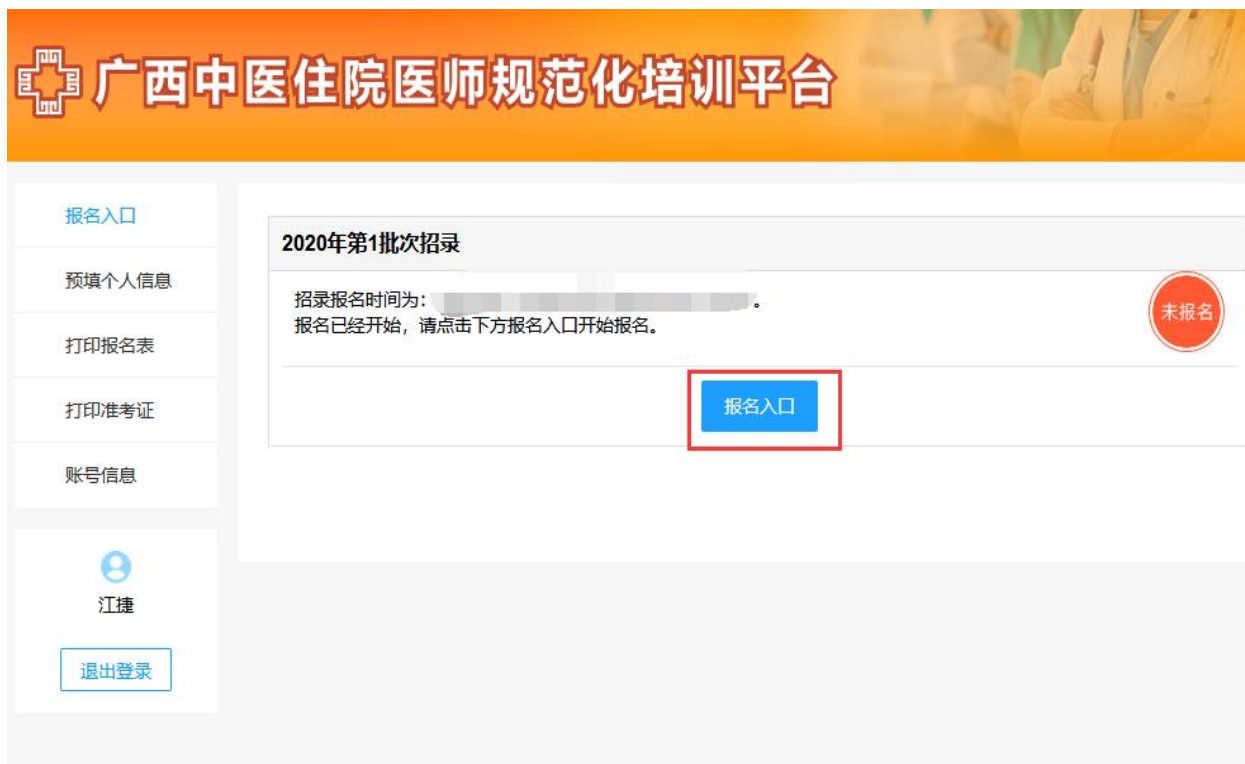 广西中医住院医师规范化培训平台
报名入口
预填个人信息
打印报名表
打印准考证
账号信息
江捷
退出登录
2020年第1批次招录
招录报名时间为：
。
报名已经开始，请点击下方报名入口开始报名。
未报名
报名入口